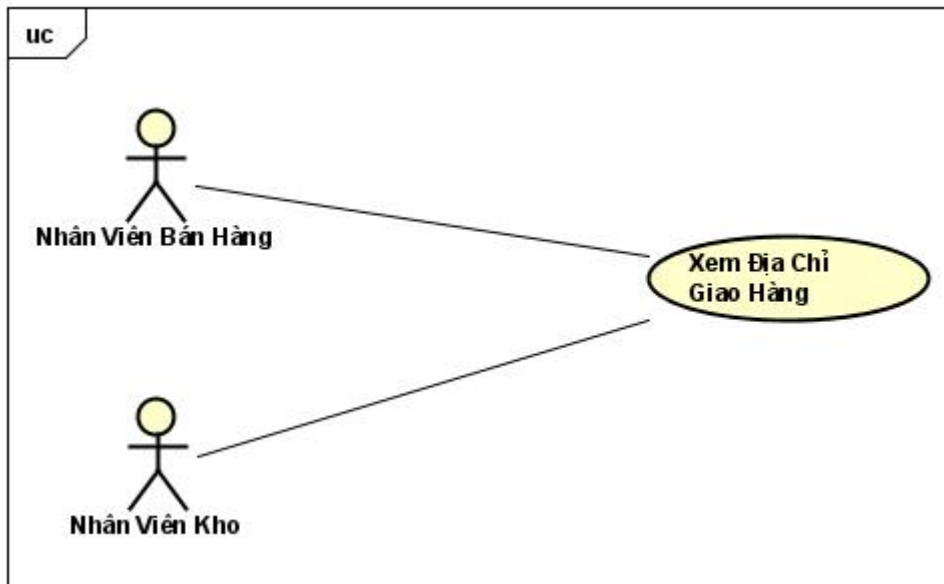 uc
Nhân Viên Bán Hàng
Xem Địa Chỉ
Giao Hàng
Nhân Viên Kho